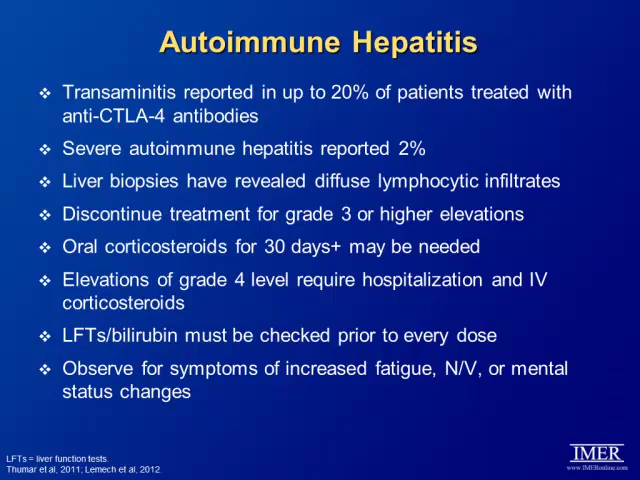 Autoimmune Hepatitis
❖ Transaminitis reported in up to 20% of patients treated with
anti-CTLA-4 antibodies
❖ Severe autoimmune hepatitis reported 2%
❖ Liver biopsies have revealed diffuse lymphocytic infiltrates
❖ Discontinue treatment for grade 3 or higher elevations
❖ Oral corticosteroids for 30 days+ may be needed
❖ Elevations of grade 4 level require hospitalization and IV
corticosteroids
❖ LFTs/bilirubin must be checked prior to every dose
❖ Observe for symptoms of increased fatigue, N/V, or mental
status changes
LFTs = liver function tests.
Thumar et al, 2011; Lemech et al, 2012.
IMER
www.IMERonline.com